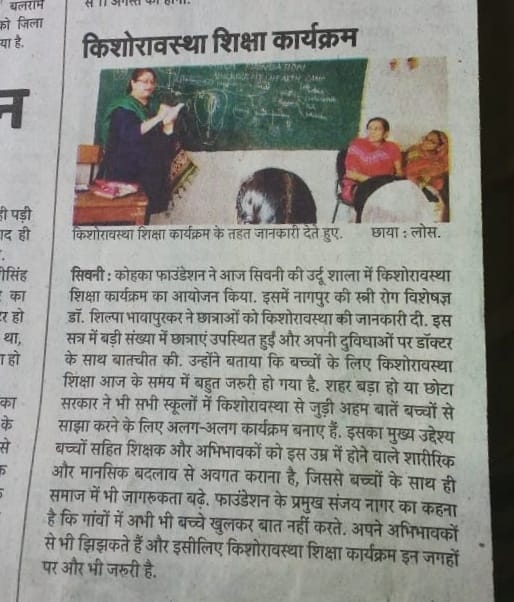 बलराम
को जिला
या है.
न
ही पड़ी
ाद ही
का
था,
का
के
से
किशोरावस्था शिक्षा कार्यक्रम
किशोरावस्था शिक्षा कार्यक्रम के तहत जानकारी देते हुए. छाया : लोस.
सिवनी : कोहका फाउंडेशन ने आज सिवनी की उर्दू शाला में किशोरावस्था
शिक्षा कार्यक्रम का आयोजन किया. इसमें नागपुर की स्त्री रोग विशेषज्ञ
डॉ. शिल्पा भावापुरकर ने छात्राओं को किशोरावस्था की जानकारी दी. इस
सत्र में बड़ी संख्या में छात्राएं उपस्थित हुईं और अपनी दुविधाओं पर डॉक्टर
के साथ बातचीत की. उन्होंने बताया कि बच्चों के लिए किशोरावस्था
शिक्षा आज के समय में बहुत जरूरी हो गया है. शहर बड़ा हो या छोटा
सरकार ने भी सभी स्कूलों में किशोरावस्था से जुड़ी अहम बातें बच्चों से
साझा करने के लिए अलग-अलग कार्यक्रम बनाए हैं. इसका मुख्य उद्देश्य
बच्चों सहित शिक्षक और अभिभावकों को इस उम्र में होने वाले शारीरिक
और मानसिक बदलाव से अवगत कराना है, जिससे बच्चों के साथ ही
समाज में भी जागरूकता बढ़े. फाउंडेशन के प्रमुख संजय नागर का कहना
है कि गांवों में अभी भी बच्चे खुलकर बात नहीं करते. अपने अभिभावकों
से भी झिझकते हैं और इसीलिए किशोरावस्था शिक्षा कार्यक्रम इन जगहों
पर और भी जरूरी है.